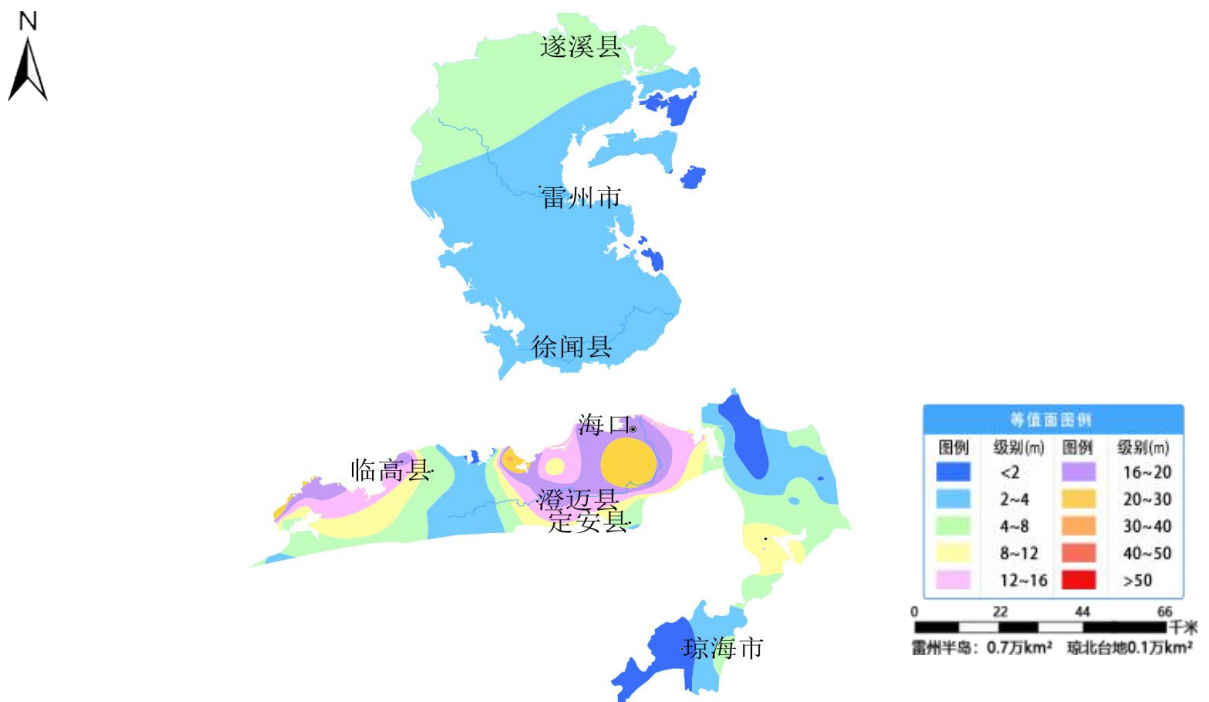 N
遂溪县
雷州市
徐闻县
海口
临高县
澄迈县
定安县
琼海市
等值面图例
图例 级别(m) 图例 级别(m)
<2 16~20
2~4 20~30
4~8 30~40
8~12 40~50
12~16 >50
0 22 44 66
千米
雷州半岛：0.7万km² 琼北台地0.1万km²